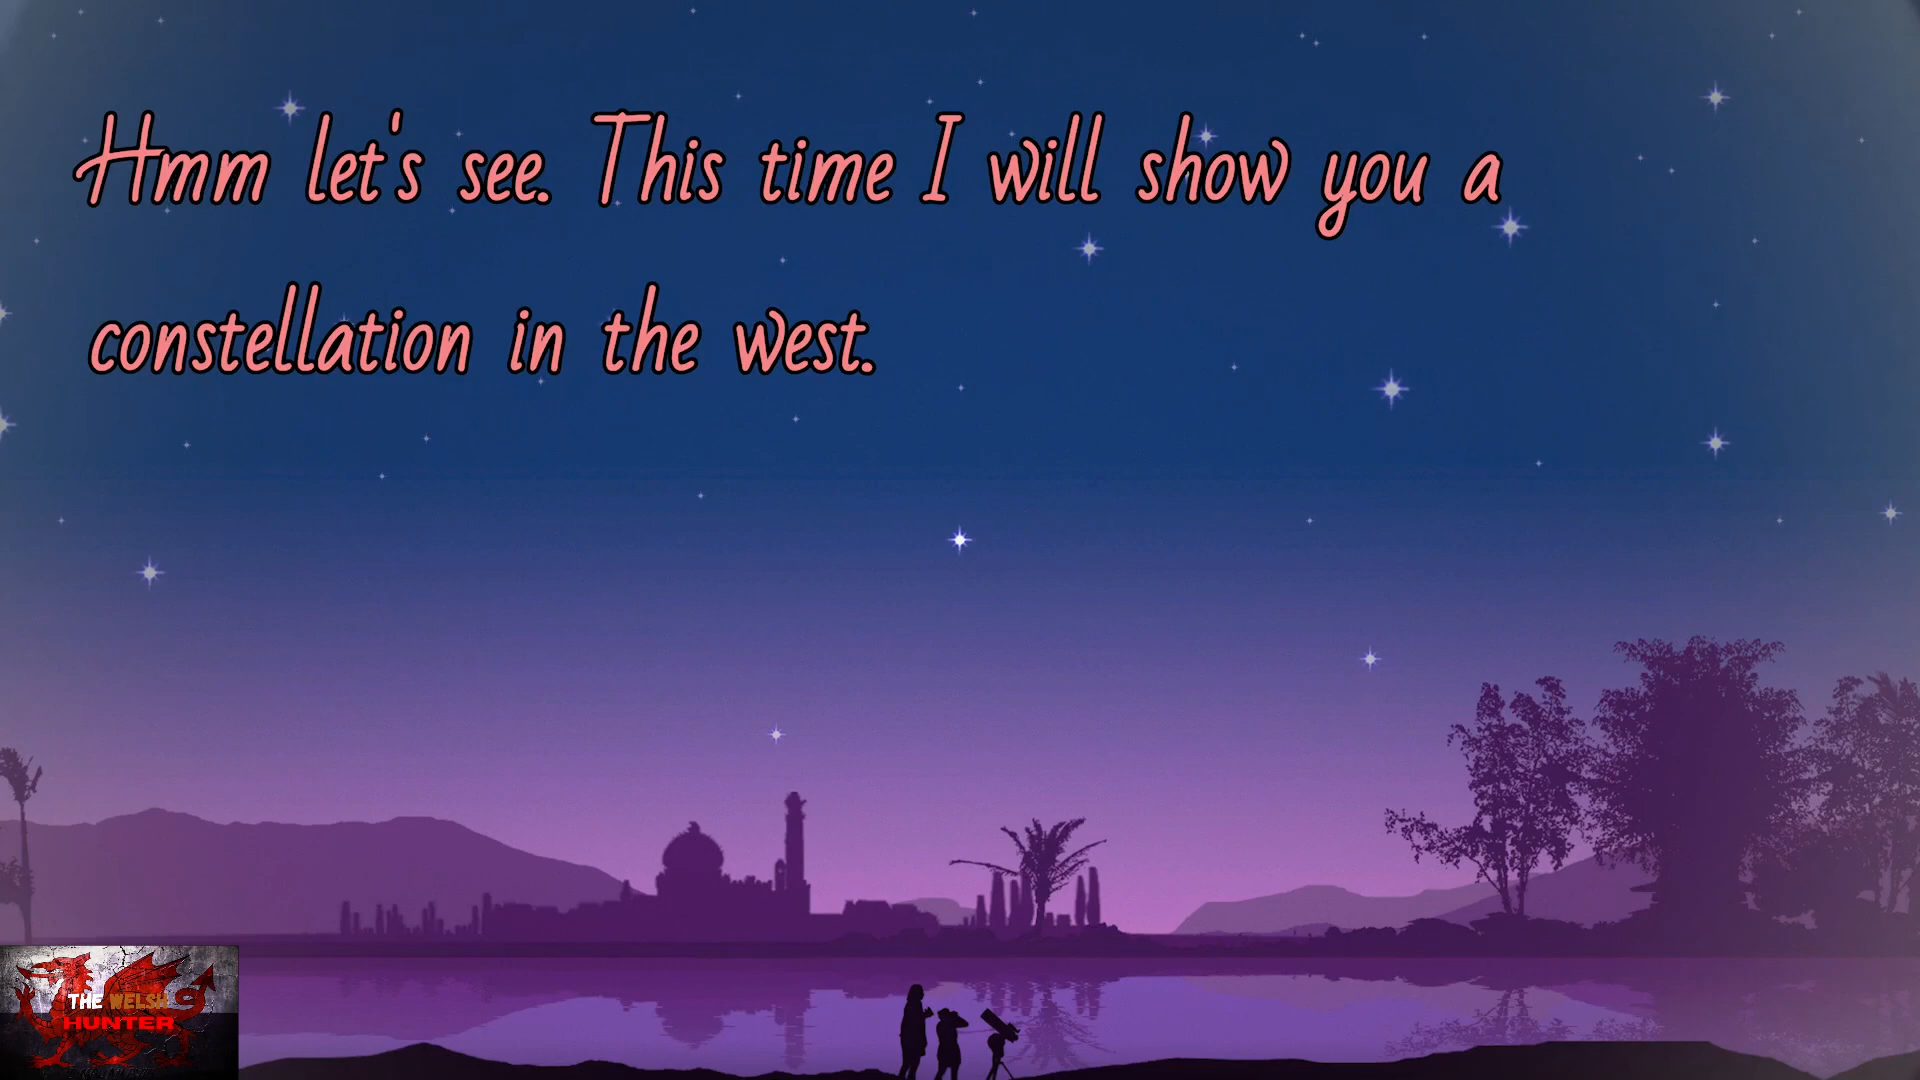 Hmm let's see. This time I will show you a
constellation in the west.
THE WELSH
HUNTER